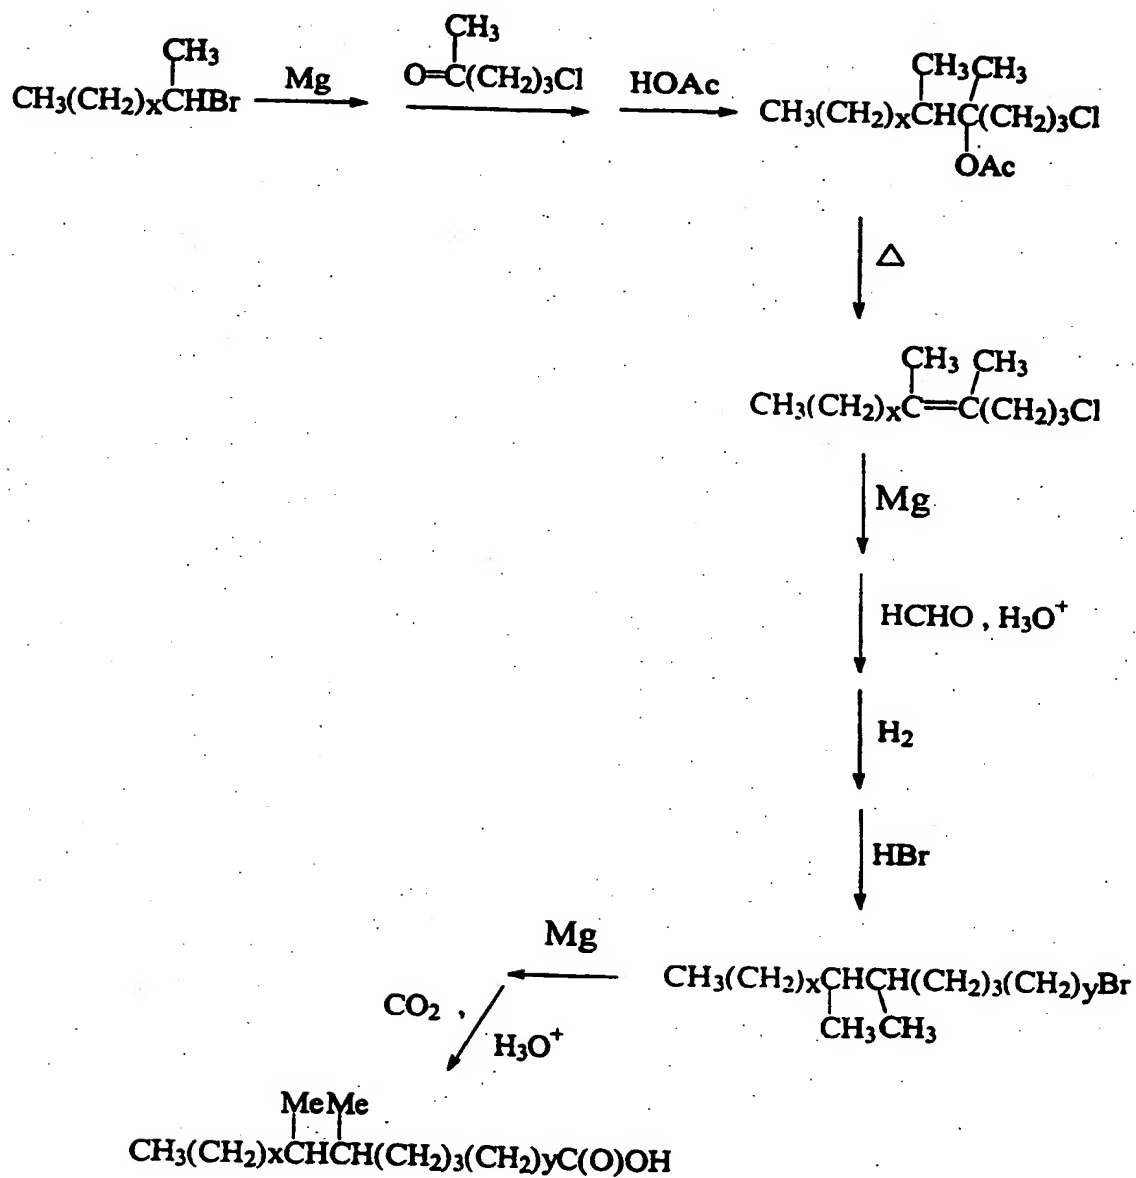 CH3
CH3(CH2)xCHBr
Mg
CH3
O=C(CH2)3Cl
HOAc
CH3CH3
CH3(CH2)xCHC(CH2)3Cl
OAc
△
CH3 CH3
CH3(CH2)xC=C(CH2)3Cl
Mg
HCHO , H3O+
H2
HBr
CH3(CH2)xCHCH(CH2)3(CH2)yBr
CH3CH3
Mg
CO2 ,
H3O+
MeMe
CH3(CH2)xCHCH(CH2)3(CH2)yC(O)OH